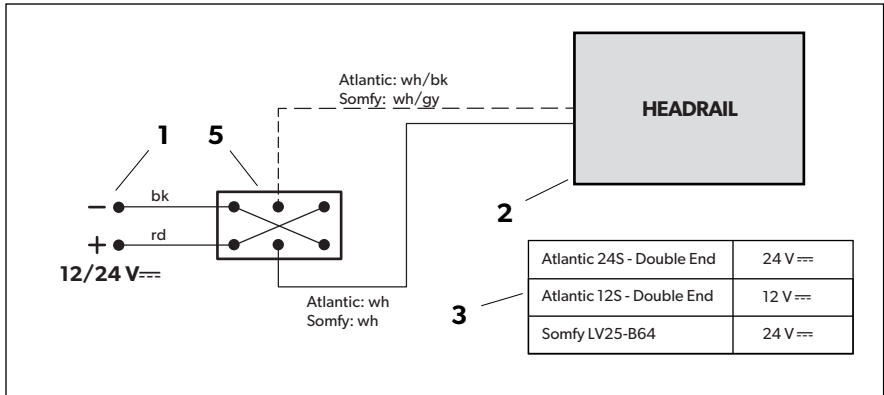 Atlantic: wh/bk
Somfy: wh/gy
HEADRAIL
1
5
bk
−
2
rd
+
12/24 V⎓
Atlantic: wh
Somfy: wh
3
Atlantic 24S - Double End 24 V⎓
Atlantic 12S - Double End 12 V⎓
Somfy LV25-B64 24 V⎓